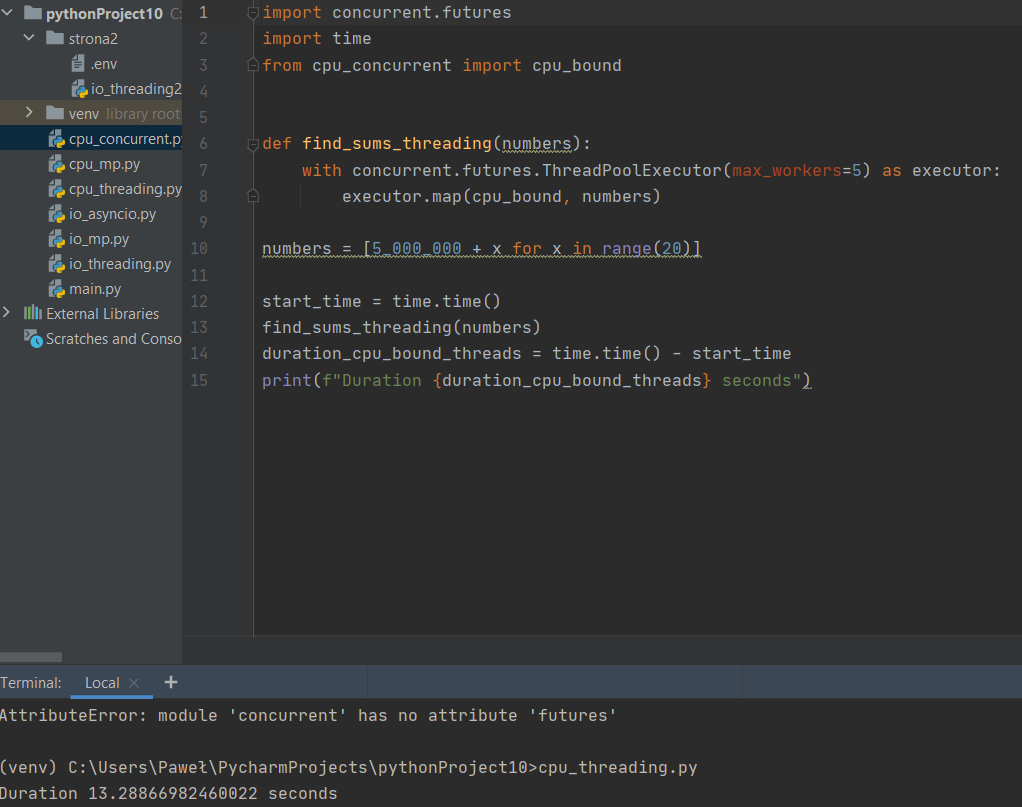 pythonProject10 C:
strona2
.env
io_threading2
venv library root
cpu_concurrent.py
cpu_mp.py
cpu_threading.py
io_asyncio.py
io_mp.py
io_threading.py
main.py
External Libraries
Scratches and Conso
1 import concurrent.futures
2 import time
3 from cpu_concurrent import cpu_bound
4
5
6 def find_sums_threading(numbers):
7 with concurrent.futures.ThreadPoolExecutor(max_workers=5) as executor:
8 executor.map(cpu_bound, numbers)
9
10 numbers = [5_000_000 + x for x in range(20)]
11
12 start_time = time.time()
13 find_sums_threading(numbers)
14 duration_cpu_bound_threads = time.time() - start_time
15 print(f"Duration {duration_cpu_bound_threads} seconds")
Terminal: Local × +
AttributeError: module 'concurrent' has no attribute 'futures'
(venv) C:\Users\Paweł\PycharmProjects\pythonProject10>cpu_threading.py
Duration 13.28866982460022 seconds